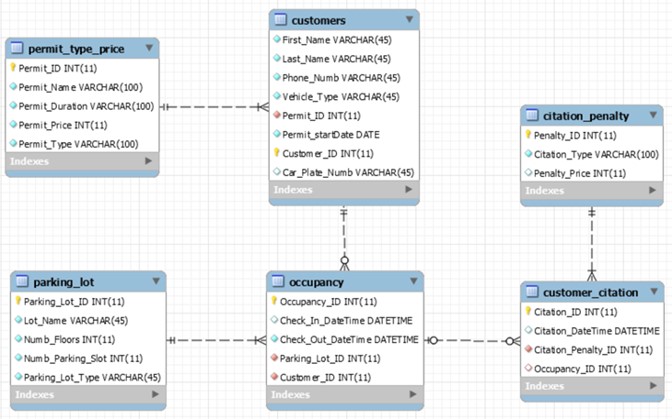 permit_type_price
Permit_ID INT(11)
Permit_Name VARCHAR(100)
Permit_Duration VARCHAR(100)
Permit_Price INT(11)
Permit_Type VARCHAR(100)
Indexes
customers
First_Name VARCHAR(45)
Last_Name VARCHAR(45)
Phone_Numb VARCHAR(45)
Vehicle_Type VARCHAR(45)
Permit_ID INT(11)
Permit_startDate DATE
Customer_ID INT(11)
Car_Plate_Numb VARCHAR(45)
Indexes
citation_penalty
Penalty_ID INT(11)
Citation_Type VARCHAR(100)
Penalty_Price INT(11)
Indexes
parking_lot
Parking_Lot_ID INT(11)
Lot_Name VARCHAR(45)
Numb_Floors INT(11)
Numb_Parking_Slot INT(11)
Parking_Lot_Type VARCHAR(45)
Indexes
occupancy
Occupancy_ID INT(11)
Check_In_DateTime DATETIME
Check_Out_DateTime DATETIME
Parking_Lot_ID INT(11)
Customer_ID INT(11)
Indexes
customer_citation
Citation_ID INT(11)
Citation_DateTime DATETIME
Citation_Penalty_ID INT(11)
Occupancy_ID INT(11)
Indexes